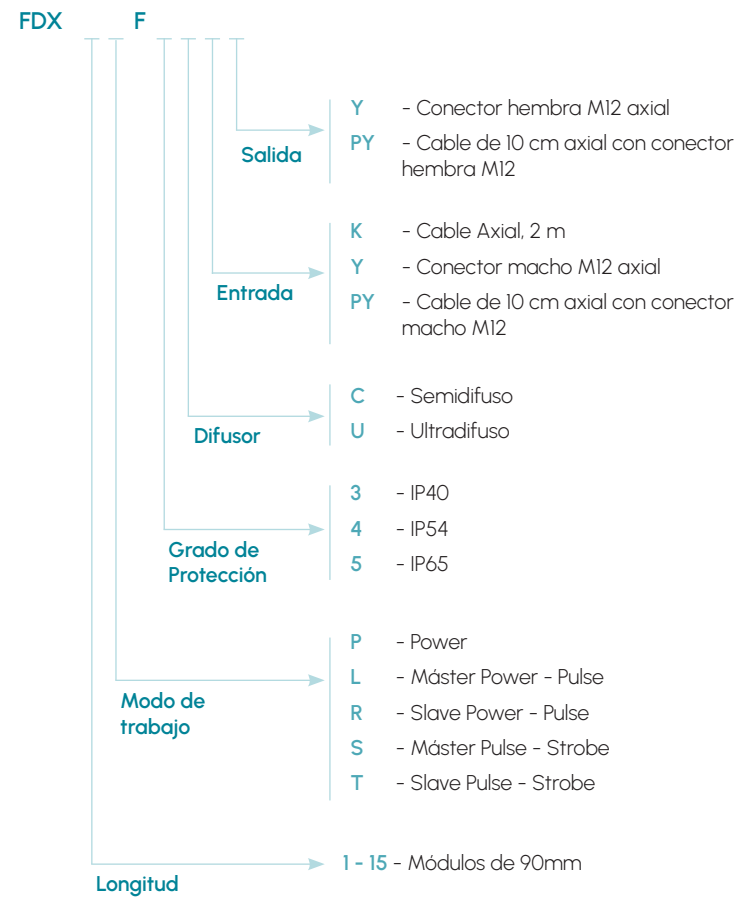 FDX F
Y - Conector hembra M12 axial
PY - Cable de 10 cm axial con conector
hembra M12
Salida
K - Cable Axial, 2 m
Y - Conector macho M12 axial
PY - Cable de 10 cm axial con conector
macho M12
Entrada
C - Semidifuso
U - Ultradifuso
Difusor
3 - IP40
4 - IP54
5 - IP65
Grado de
Protección
P - Power
L - Máster Power - Pulse
R - Slave Power - Pulse
S - Máster Pulse - Strobe
T - Slave Pulse - Strobe
Modo de
trabajo
1 - 15 - Módulos de 90mm
Longitud